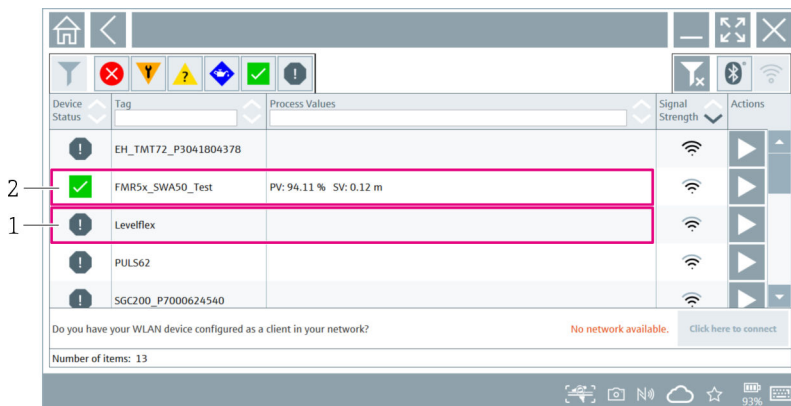 Device Status
Tag
Process Values
Signal Strength
Actions
EH_TMT72_P3041804378
2
FMR5x_SWA50_Test
PV: 94.11 % SV: 0.12 m
1
Levelflex
PULS62
SGC200_P7000624540
Do you have your WLAN device configured as a client in your network?
No network available.
Click here to connect
Number of items: 13
93%